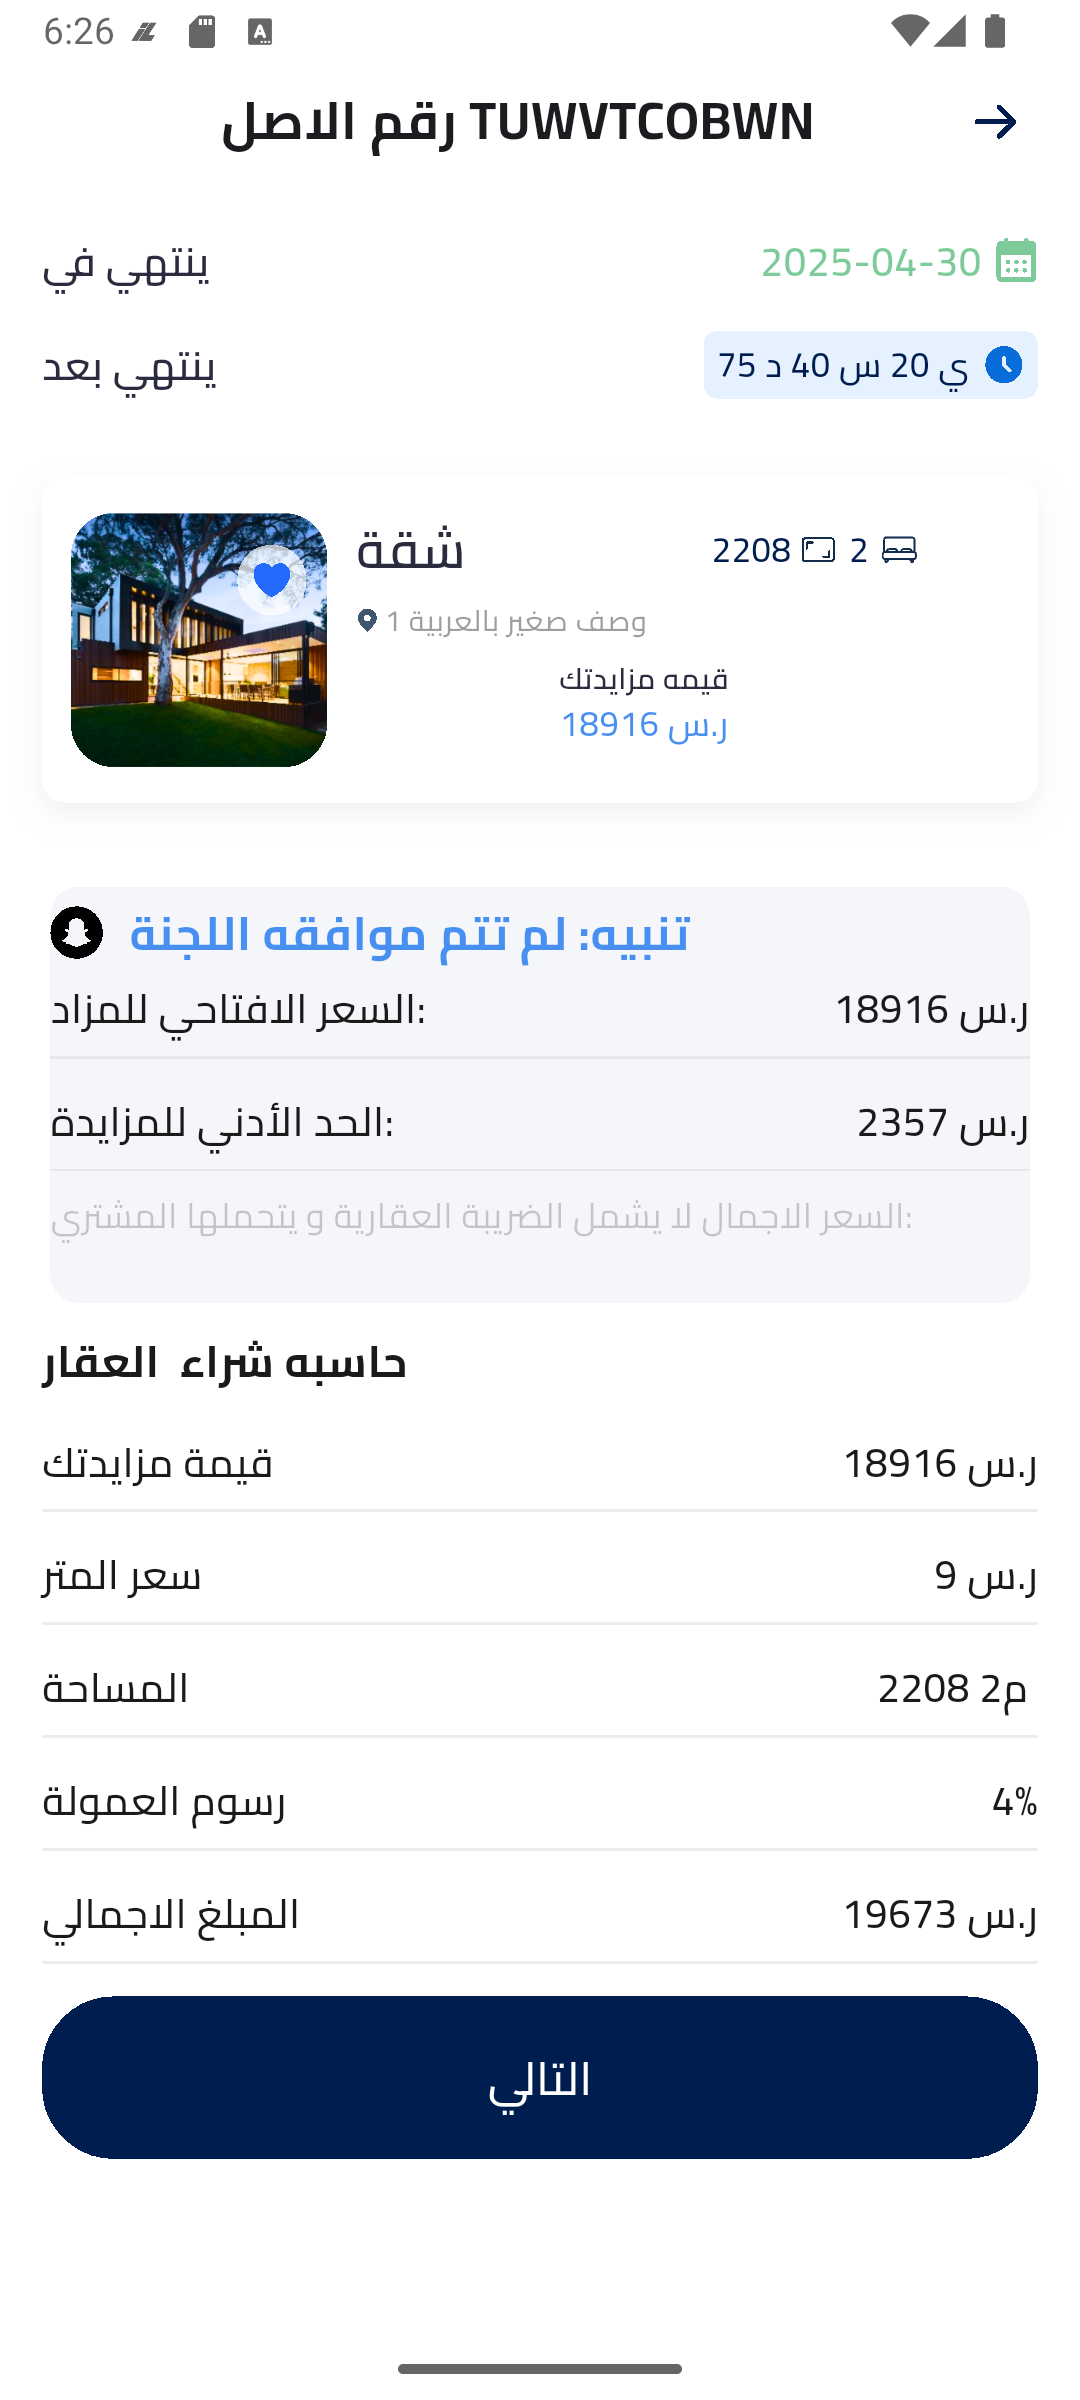 6:26
رقم الاصل TUWVTCOBWN
ينتهي في
2025-04-30
ينتهي بعد
75 ي 20 س 40 د
شقة
2 2208
وصف صغير بالعربية 1
قيمه مزايدتك
18916 ر.س
تنبيه: لم تتم موافقه اللجنة
السعر الافتاحي للمزاد:
18916 ر.س
الحد الأدني للمزايدة:
2357 ر.س
السعر الاجمال لا يشمل الضريبة العقارية و يتحملها المشتري:
حاسبه شراء العقار
قيمة مزايدتك
18916 ر.س
سعر المتر
9 ر.س
المساحة
2208 م2
رسوم العمولة
4%
المبلغ الاجمالي
19673 ر.س
التالي